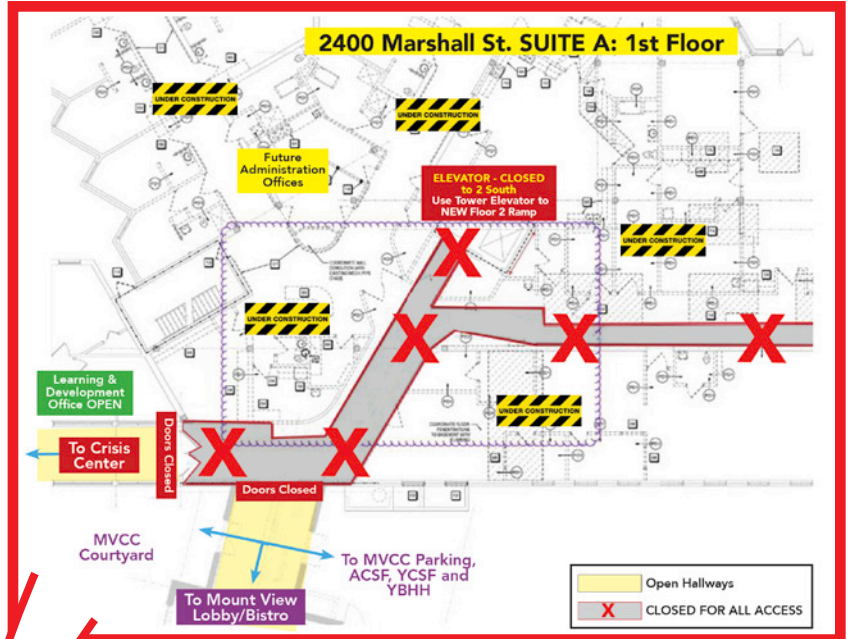 2400 Marshall St. SUITE A: 1st Floor
UNDER CONSTRUCTION
UNDER CONSTRUCTION
Future
Administration
Offices
ELEVATOR - CLOSED
to 2 South
Use Tower Elevator to
NEW Floor 2 Ramp
UNDER CONSTRUCTION
UNDER CONSTRUCTION
Learning &
Development
Office OPEN
UNDER CONSTRUCTION
To Crisis
Center
Doors Closed
Doors Closed
MVCC
Courtyard
To MVCC Parking,
ACSF, YCSF and
YBHH
To Mount View
Lobby/Bistro
Open Hallways
X CLOSED FOR ALL ACCESS